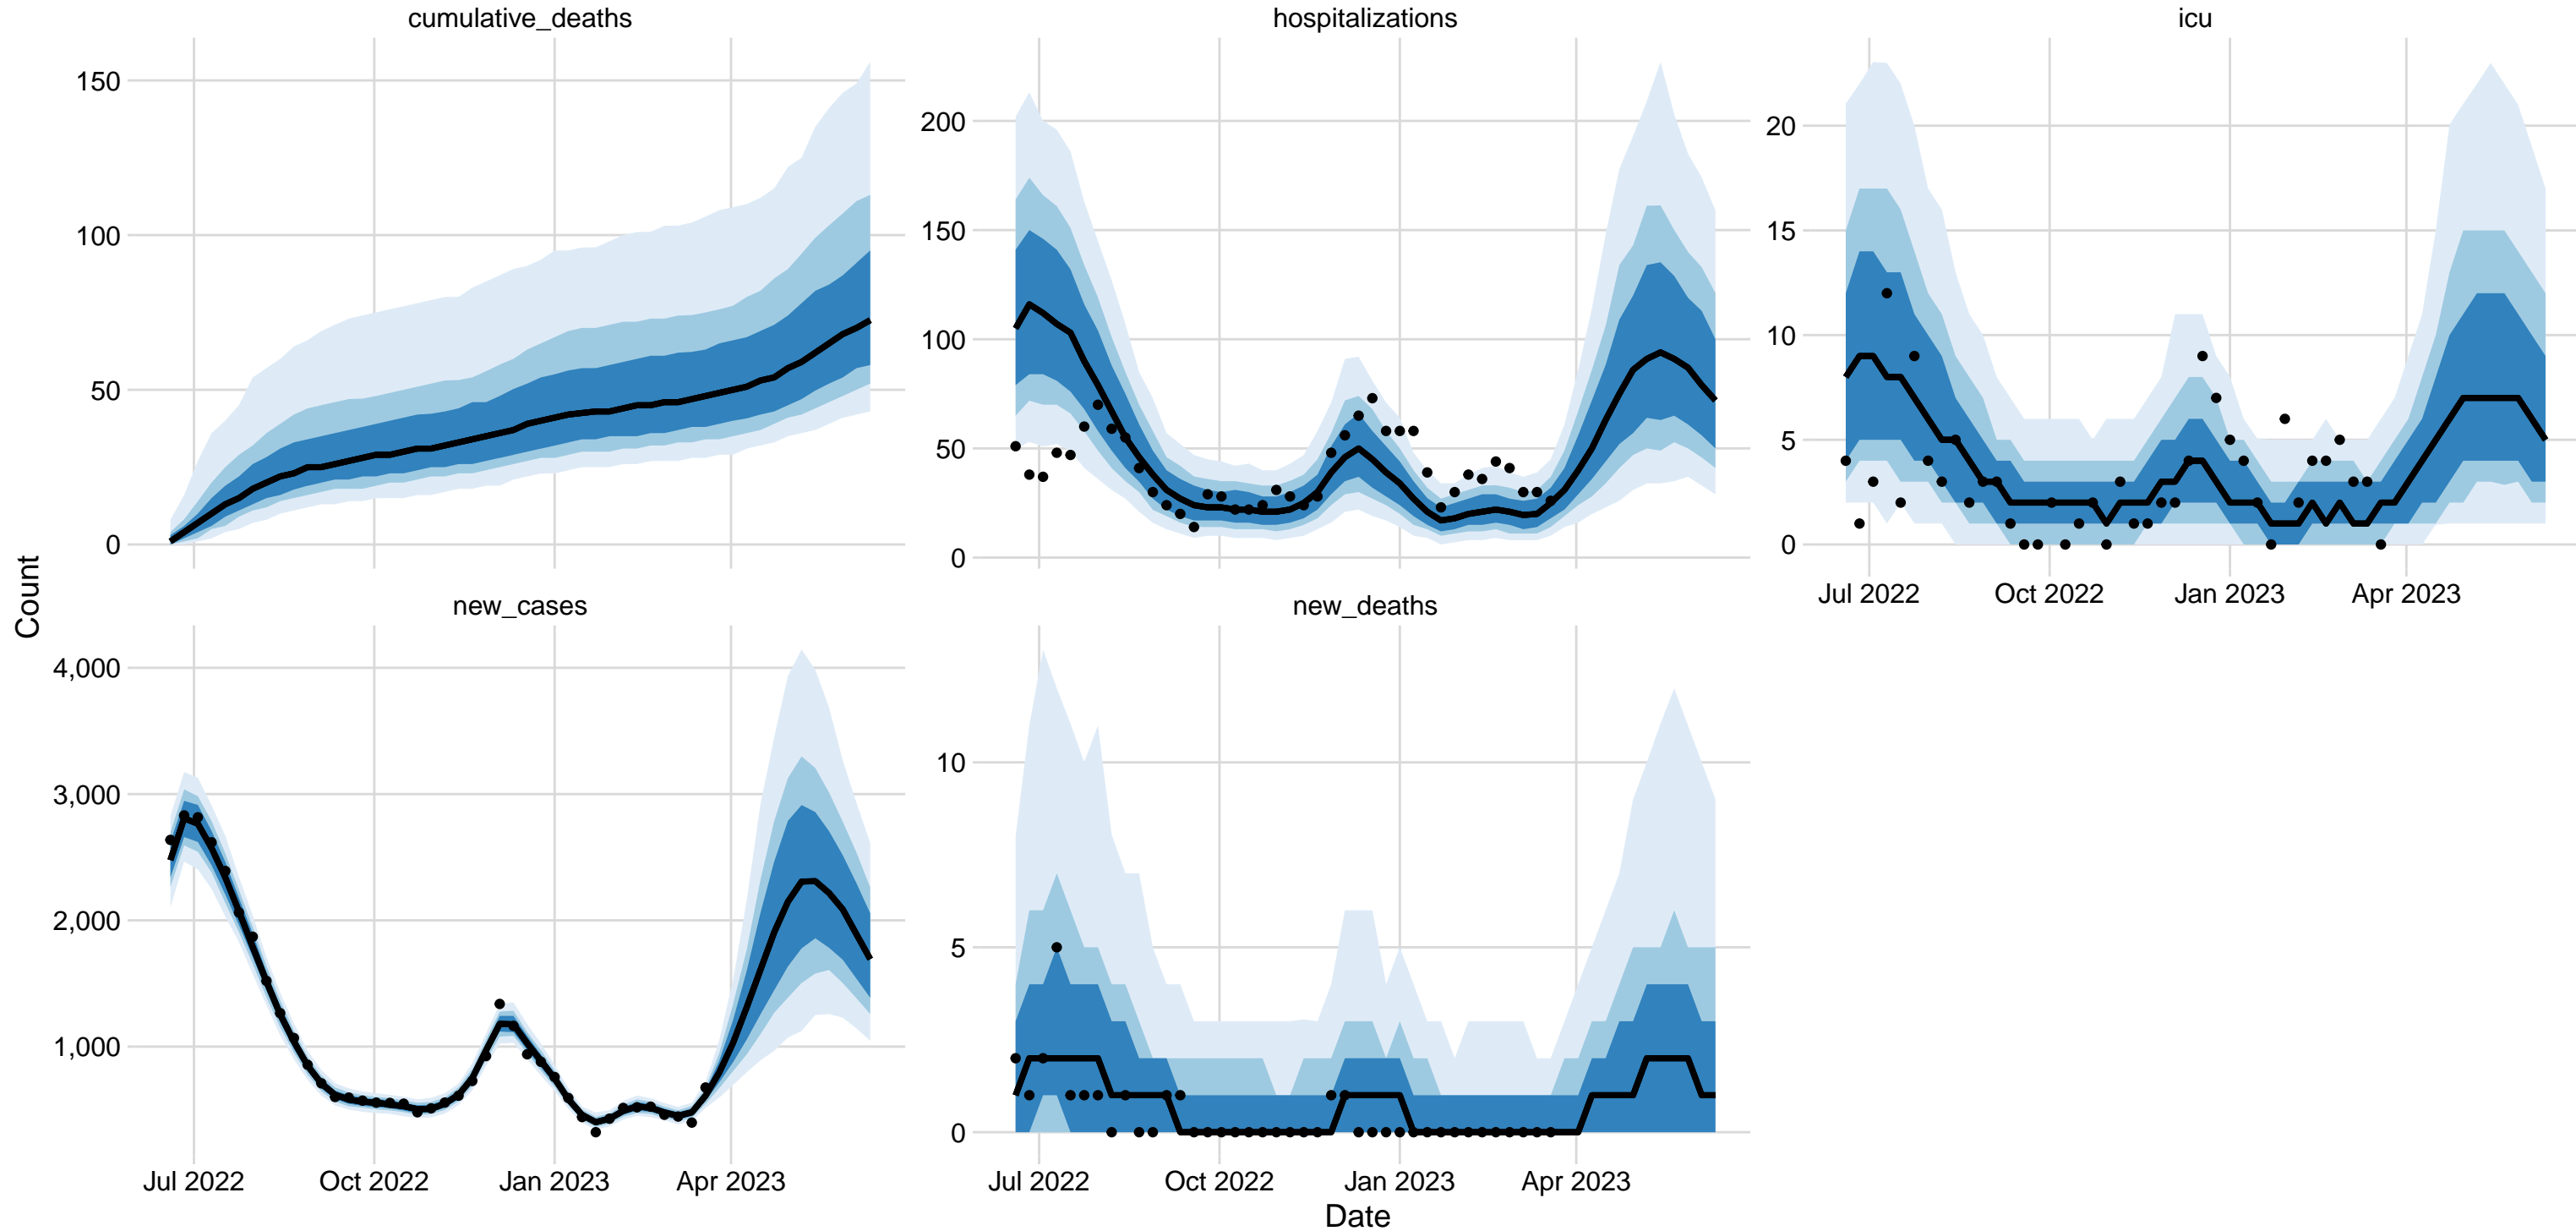 cumulative_deaths
hospitalizations
icu
150
100
50
0
200
150
100
50
0
20
15
10
5
0
Jul 2022
Oct 2022
Jan 2023
Apr 2023
Count
new_cases
new_deaths
4,000
3,000
2,000
1,000
10
5
0
Jul 2022
Oct 2022
Jan 2023
Apr 2023
Jul 2022
Oct 2022
Jan 2023
Apr 2023
Date